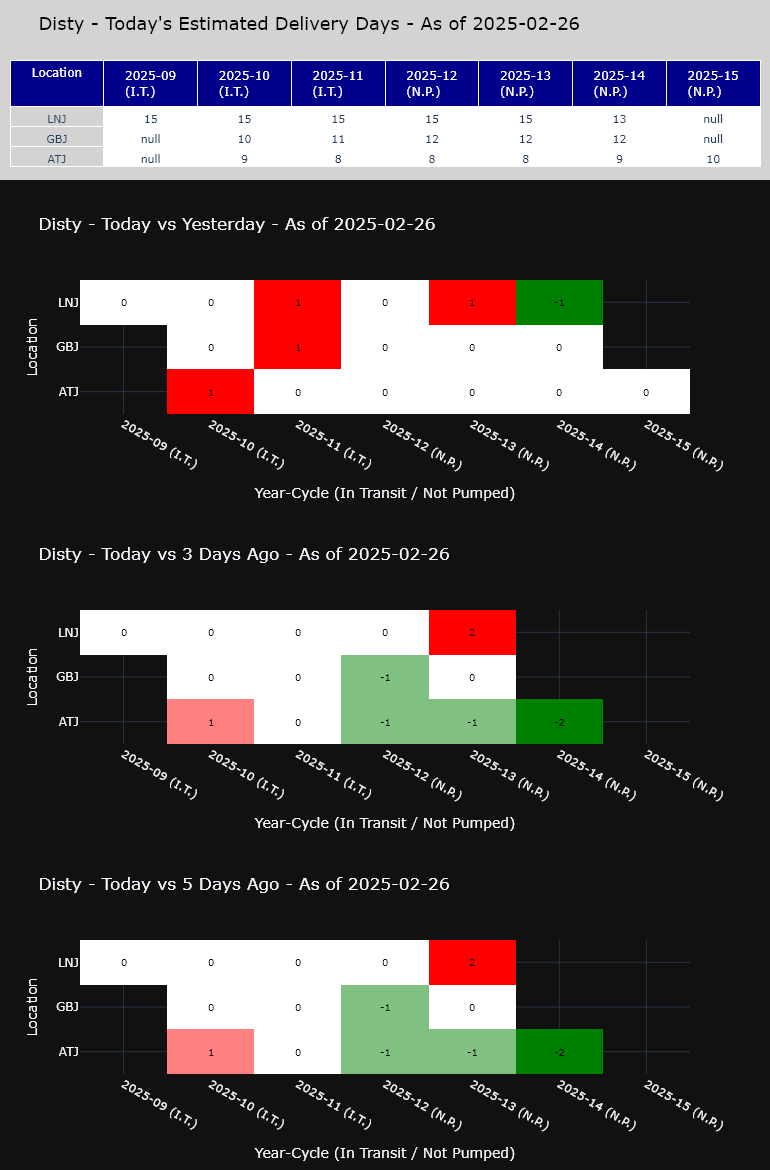 Disty - Today's Estimated Delivery Days - As of 2025-02-26
Location 2025-09 (I.T.) 2025-10 (I.T.) 2025-11 (I.T.) 2025-12 (N.P.) 2025-13 (N.P.) 2025-14 (N.P.) 2025-15 (N.P.)
LNJ 15 15 15 15 15 13 null
GBJ null 10 11 12 12 12 null
ATJ null 9 8 8 8 9 10
Disty - Today vs Yesterday - As of 2025-02-26
Location
LNJ 0 0 1 0 1 -1
GBJ 0 1 0 0 0
ATJ 1 0 0 0 0 0
2025-09 (I.T.) 2025-10 (I.T.) 2025-11 (I.T.) 2025-12 (N.P.) 2025-13 (N.P.) 2025-14 (N.P.) 2025-15 (N.P.)
Year-Cycle (In Transit / Not Pumped)
Disty - Today vs 3 Days Ago - As of 2025-02-26
Location
LNJ 0 0 0 0 2
GBJ 0 0 -1 0
ATJ 1 0 -1 -1 -2
2025-09 (I.T.) 2025-10 (I.T.) 2025-11 (I.T.) 2025-12 (N.P.) 2025-13 (N.P.) 2025-14 (N.P.) 2025-15 (N.P.)
Year-Cycle (In Transit / Not Pumped)
Disty - Today vs 5 Days Ago - As of 2025-02-26
Location
LNJ 0 0 0 0 2
GBJ 0 0 -1 0
ATJ 1 0 -1 -1 -2
2025-09 (I.T.) 2025-10 (I.T.) 2025-11 (I.T.) 2025-12 (N.P.) 2025-13 (N.P.) 2025-14 (N.P.) 2025-15 (N.P.)
Year-Cycle (In Transit / Not Pumped)